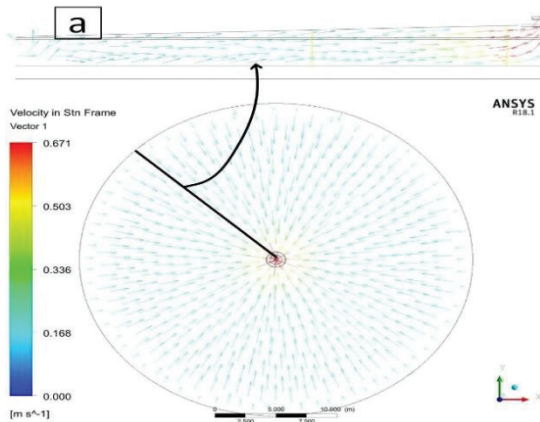 a
ANSYS
R18.1
Velocity in Stn Frame
Vector 1
0.671
0.503
0.336
0.168
0.000
[m s^-1]
0 5.000 10.000 (m)
2.500 7.500
Y
X